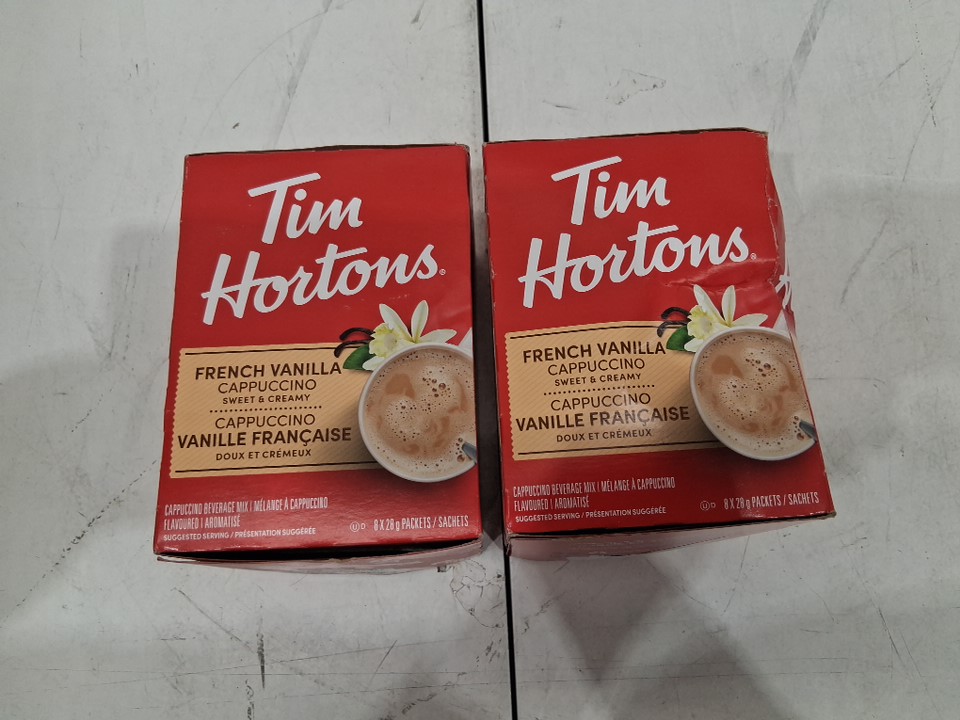 Tim
Hortons®
FRENCH VANILLA
CAPPUCCINO
SWEET & CREAMY
CAPPUCCINO
VANILLE FRANÇAISE
DOUX ET CRÉMEUX
CAPPUCCINO BEVERAGE MIX | MÉLANGE À CAPPUCCINO
FLAVOURED | AROMATISÉ
SUGGESTED SERVING / PRÉSENTATION SUGGÉRÉE
U D 8 X 28 g PACKETS / SACHETS
Tim
Hortons®
FRENCH VANILLA
CAPPUCCINO
SWEET & CREAMY
CAPPUCCINO
VANILLE FRANÇAISE
DOUX ET CRÉMEUX
CAPPUCCINO BEVERAGE MIX | MÉLANGE À CAPPUCCINO
FLAVOURED | AROMATISÉ
SUGGESTED SERVING / PRÉSENTATION SUGGÉRÉE
U D 8 X 28 g PACKETS / SACHETS